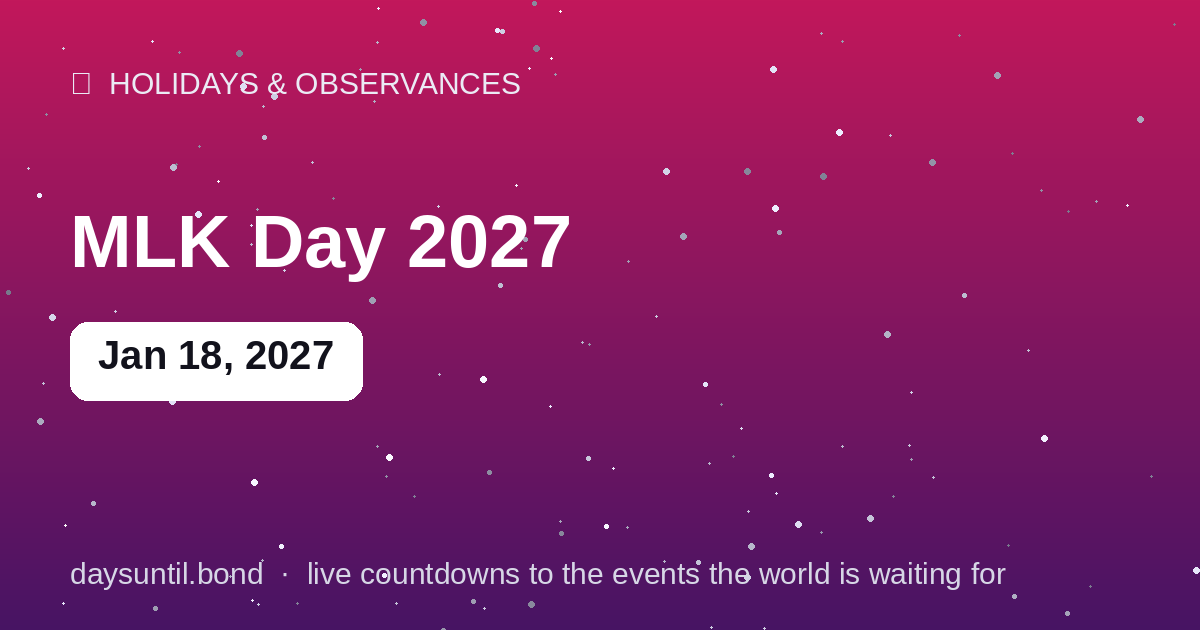 HOLIDAYS & OBSERVANCES
MLK Day 2027
Jan 18, 2027
daysuntil.bond · live countdowns to the events the world is waiting for